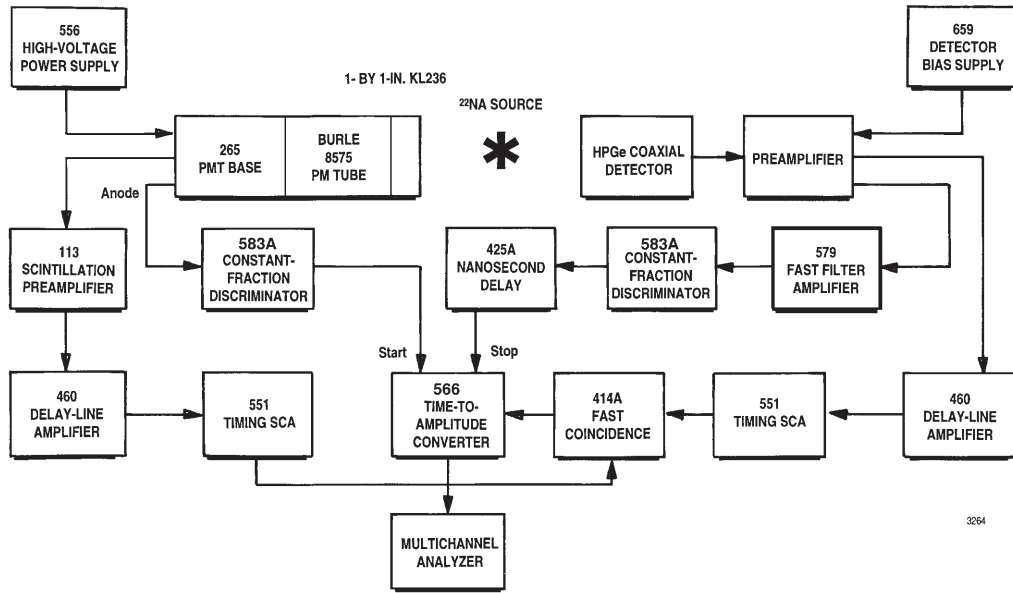 556
HIGH-VOLTAGE
POWER SUPPLY
659
DETECTOR
BIAS SUPPLY
1- BY 1-IN. KL236
²²NA SOURCE
265
PMT BASE
BURLE
8575
PM TUBE
HPGe COAXIAL
DETECTOR
PREAMPLIFIER
Anode
113
SCINTILLATION
PREAMPLIFIER
583A
CONSTANT-
FRACTION
DISCRIMINATOR
425A
NANOSECOND
DELAY
583A
CONSTANT-
FRACTION
DISCRIMINATOR
579
FAST FILTER
AMPLIFIER
Start
Stop
460
DELAY-LINE
AMPLIFIER
551
TIMING SCA
566
TIME-TO-
AMPLITUDE
CONVERTER
414A
FAST
COINCIDENCE
551
TIMING SCA
460
DELAY-LINE
AMPLIFIER
MULTICHANNEL
ANALYZER
3264